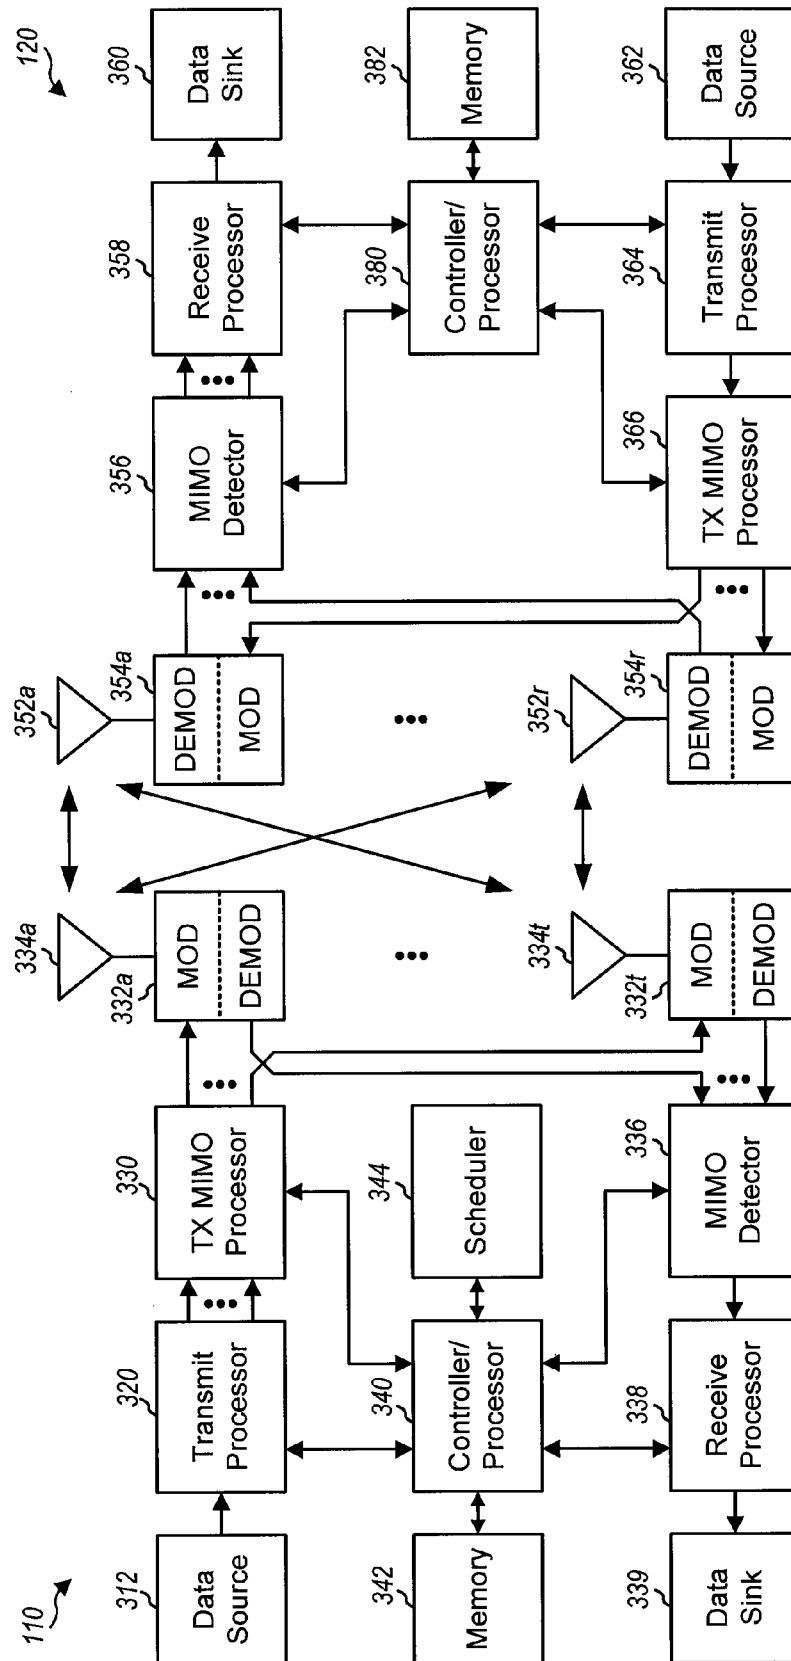 110
120
312
Data
Source
320
Transmit
Processor
330
TX MIMO
Processor
332a
MOD
DEMOD
334a
352a
354a
DEMOD
MOD
356
MIMO
Detector
358
Receive
Processor
360
Data
Sink
342
Memory
340
Controller/
Processor
344
Scheduler
380
Controller/
Processor
382
Memory
339
Data
Sink
338
Receive
Processor
336
MIMO
Detector
332t
MOD
DEMOD
334t
352r
354r
DEMOD
MOD
366
TX MIMO
Processor
364
Transmit
Processor
362
Data
Source